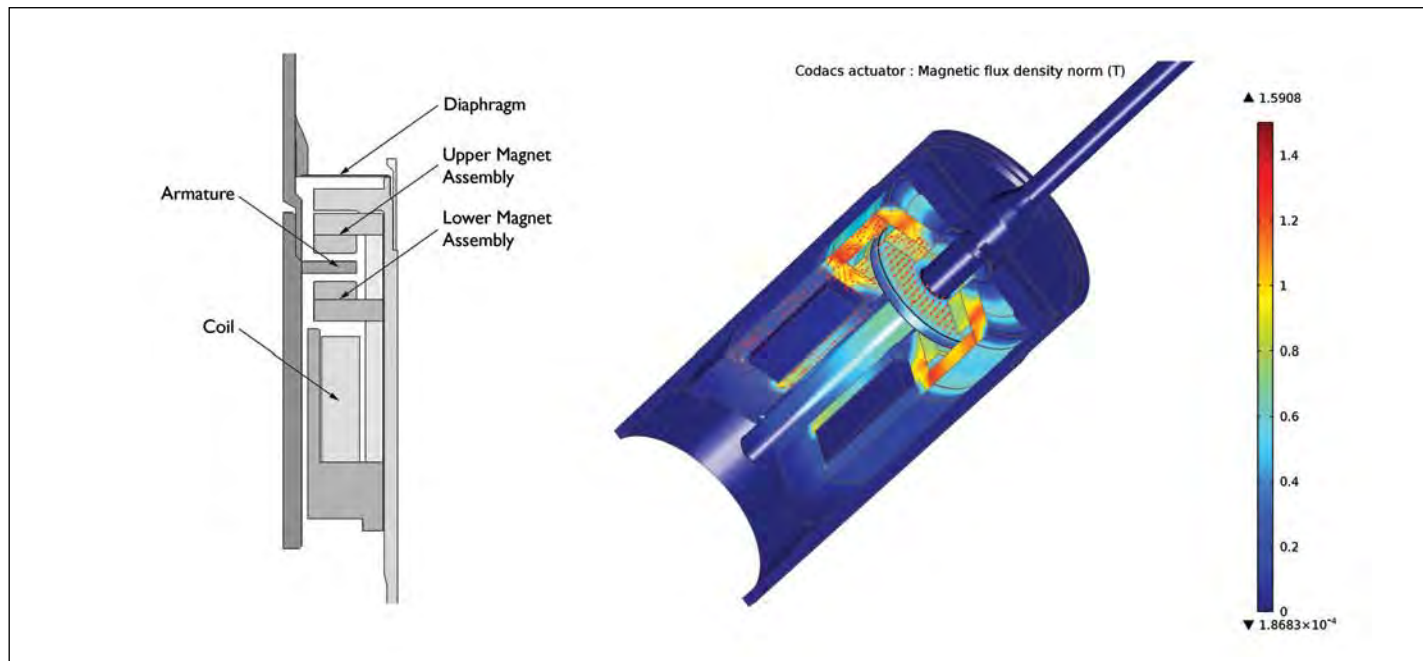 Diaphragm
Upper Magnet
Assembly
Armature
Lower Magnet
Assembly
Coil
Codacs actuator : Magnetic flux density norm (T)
▲ 1.5908
1.4
1.2
1
0.8
0.6
0.4
0.2
0
▼ 1.8683×10⁻⁴